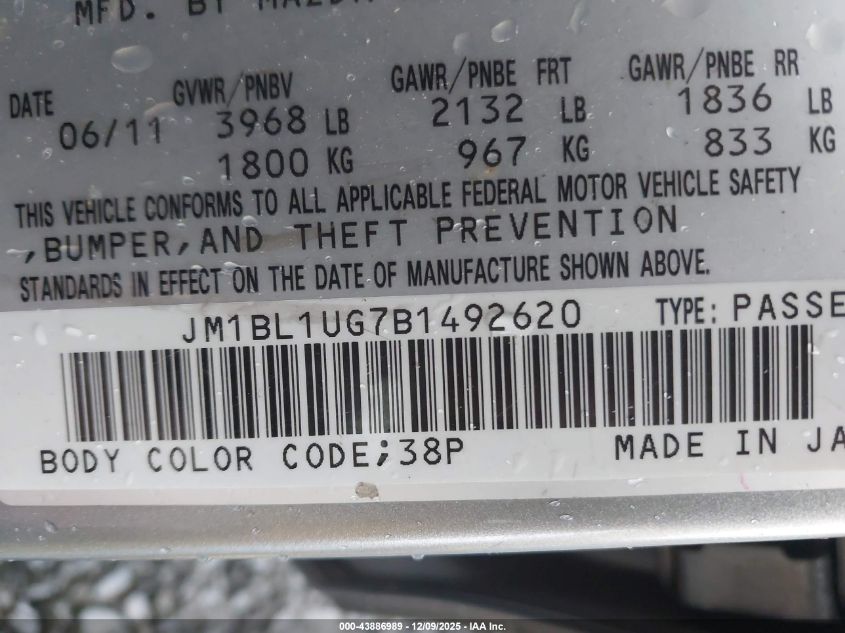 MFD. BY MAZDA
DATE GVWR/PNBV GAWR/PNBE FRT GAWR/PNBE RR
06/11 3968 LB 2132 LB 1836 LB
1800 KG 967 KG 833 KG
THIS VEHICLE CONFORMS TO ALL APPLICABLE FEDERAL MOTOR VEHICLE SAFETY
,BUMPER,AND THEFT PREVENTION
STANDARDS IN EFFECT ON THE DATE OF MANUFACTURE SHOWN ABOVE.
JM1BL1UG7B1492620 TYPE: PASSE
BODY COLOR CODE;38P MADE IN JA
000-43886989 - 12/09/2025 - IAA Inc.